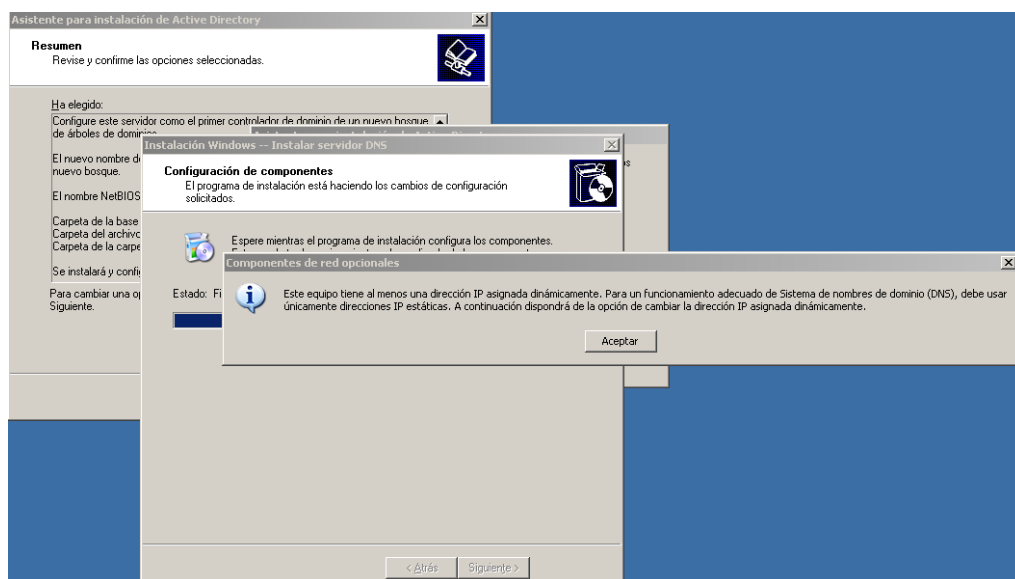 Asistente para instalación de Active Directory
Resumen
Revise y confirme las opciones seleccionadas.
Ha elegido:
Configure este servidor como el primer controlador de dominio de un nuevo bosque
de árboles de dominios.
El nuevo nombre d
nuevo bosque.
El nombre NetBIOS
Carpeta de la base
Carpeta del archivo
Carpeta de la carpe
Se instalará y config
Para cambiar una op
Siguiente.
Instalación Windows -- Instalar servidor DNS
Configuración de componentes
El programa de instalación está haciendo los cambios de configuración
solicitados.
Espere mientras el programa de instalación configura los componentes.
Estado: Fi
Componentes de red opcionales
Este equipo tiene al menos una dirección IP asignada dinámicamente. Para un funcionamiento adecuado de Sistema de nombres de dominio (DNS), debe usar
únicamente direcciones IP estáticas. A continuación dispondrá de la opción de cambiar la dirección IP asignada dinámicamente.
Aceptar
< Atrás
Siguiente >